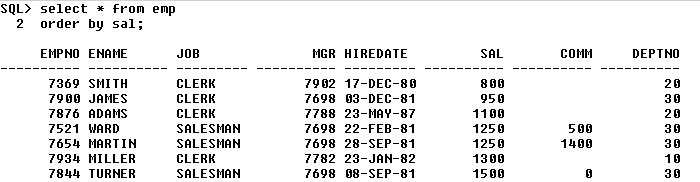 SQL> select * from emp
  2  order by sal;
     EMPNO ENAME      JOB              MGR HIREDATE         SAL       COMM     DEPTNO
---------- ---------- --------- ---------- --------- ---------- ---------- ----------
      7369 SMITH      CLERK           7902 17-DEC-80        800                    20
      7900 JAMES      CLERK           7698 03-DEC-81        950                    30
      7876 ADAMS      CLERK           7788 23-MAY-87       1100                    20
      7521 WARD       SALESMAN        7698 22-FEB-81       1250        500         30
      7654 MARTIN     SALESMAN        7698 28-SEP-81       1250       1400         30
      7934 MILLER     CLERK           7782 23-JAN-82       1300                    10
      7844 TURNER     SALESMAN        7698 08-SEP-81       1500          0         30